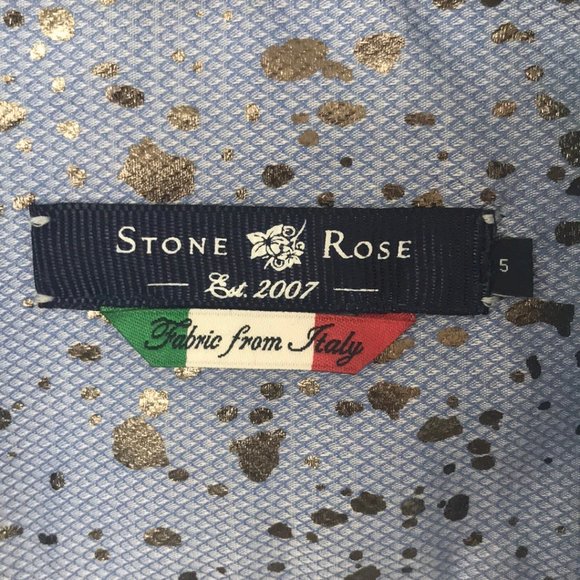 STONE ROSE
Est. 2007
5
Fabric from Italy